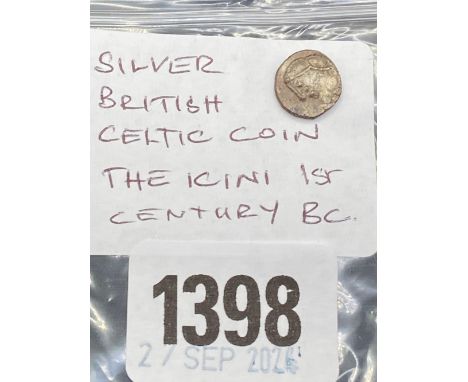 SILVER
BRITISH
CELTIC COIN
THE ICINI 1ST
CENTURY BC.
1398
27 SEP 2024